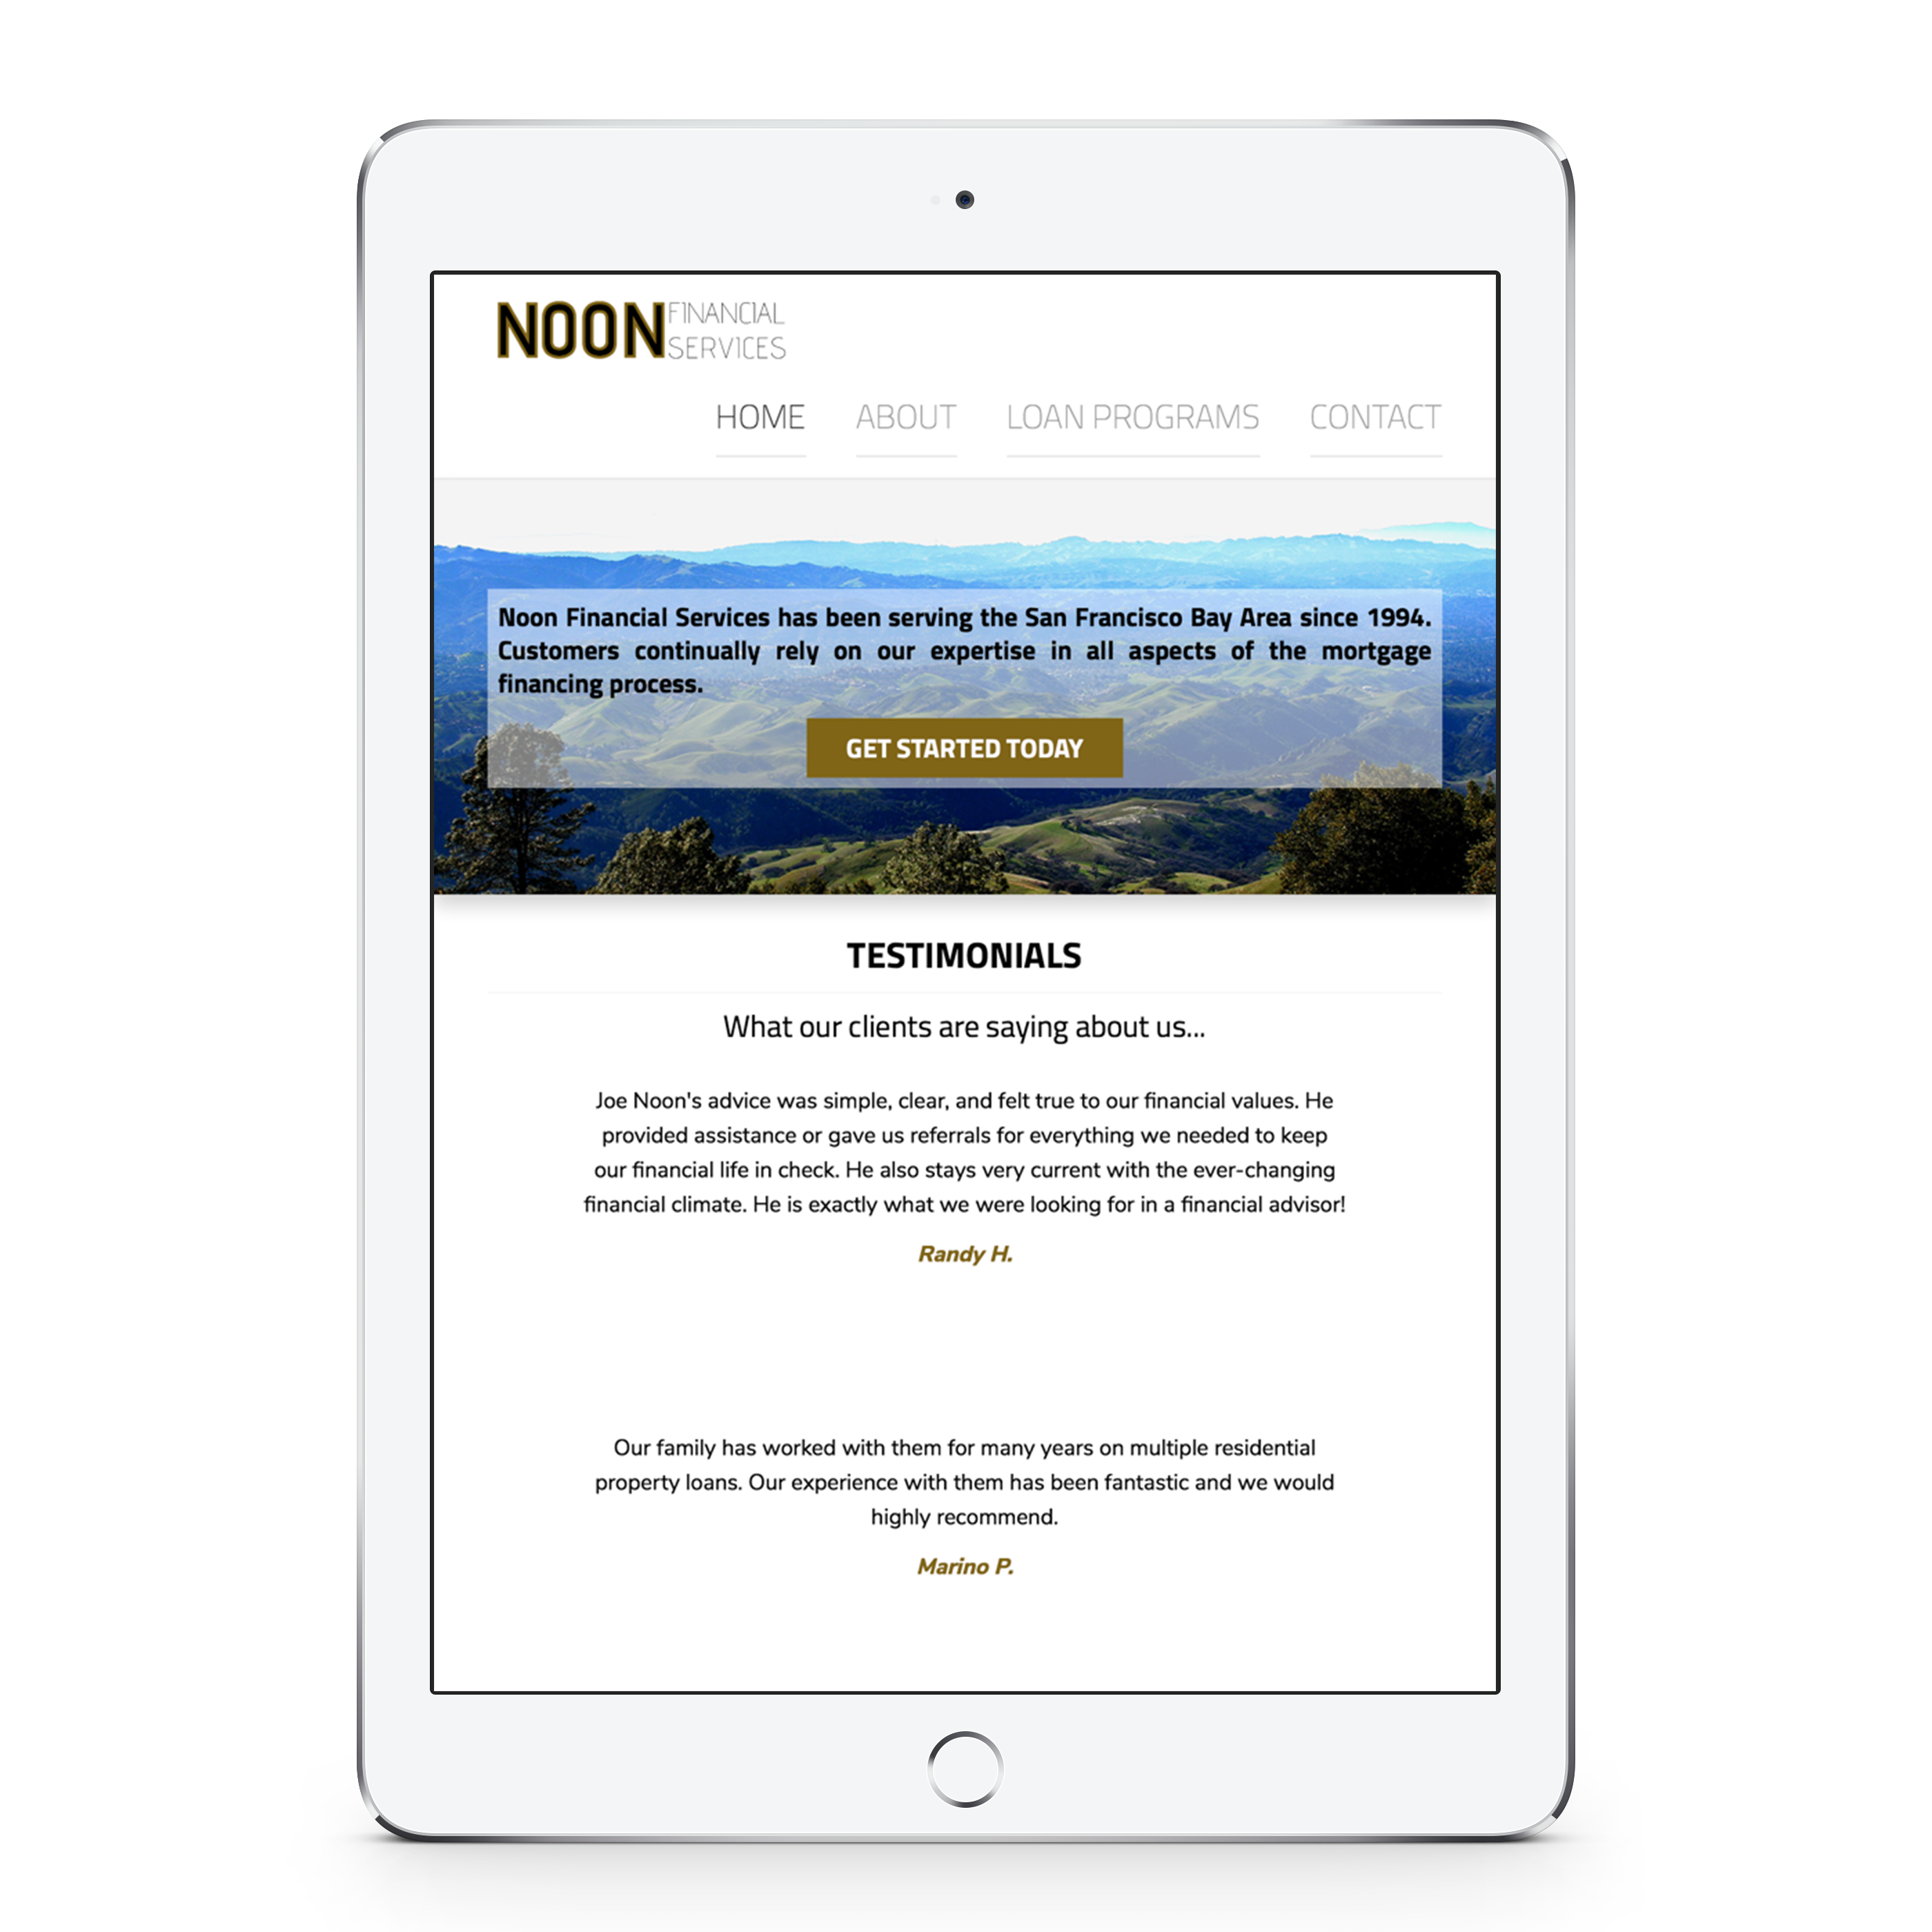 NOON FINANCIAL
SERVICES
HOME ABOUT LOAN PROGRAMS CONTACT
Noon Financial Services has been serving the San Francisco Bay Area since 1994.
Customers continually rely on our expertise in all aspects of the mortgage
financing process.
GET STARTED TODAY
TESTIMONIALS
What our clients are saying about us...
Joe Noon's advice was simple, clear, and felt true to our financial values. He
provided assistance or gave us referrals for everything we needed to keep
our financial life in check. He also stays very current with the ever-changing
financial climate. He is exactly what we were looking for in a financial advisor!
Randy H.
Our family has worked with them for many years on multiple residential
property loans. Our experience with them has been fantastic and we would
highly recommend.
Marino P.